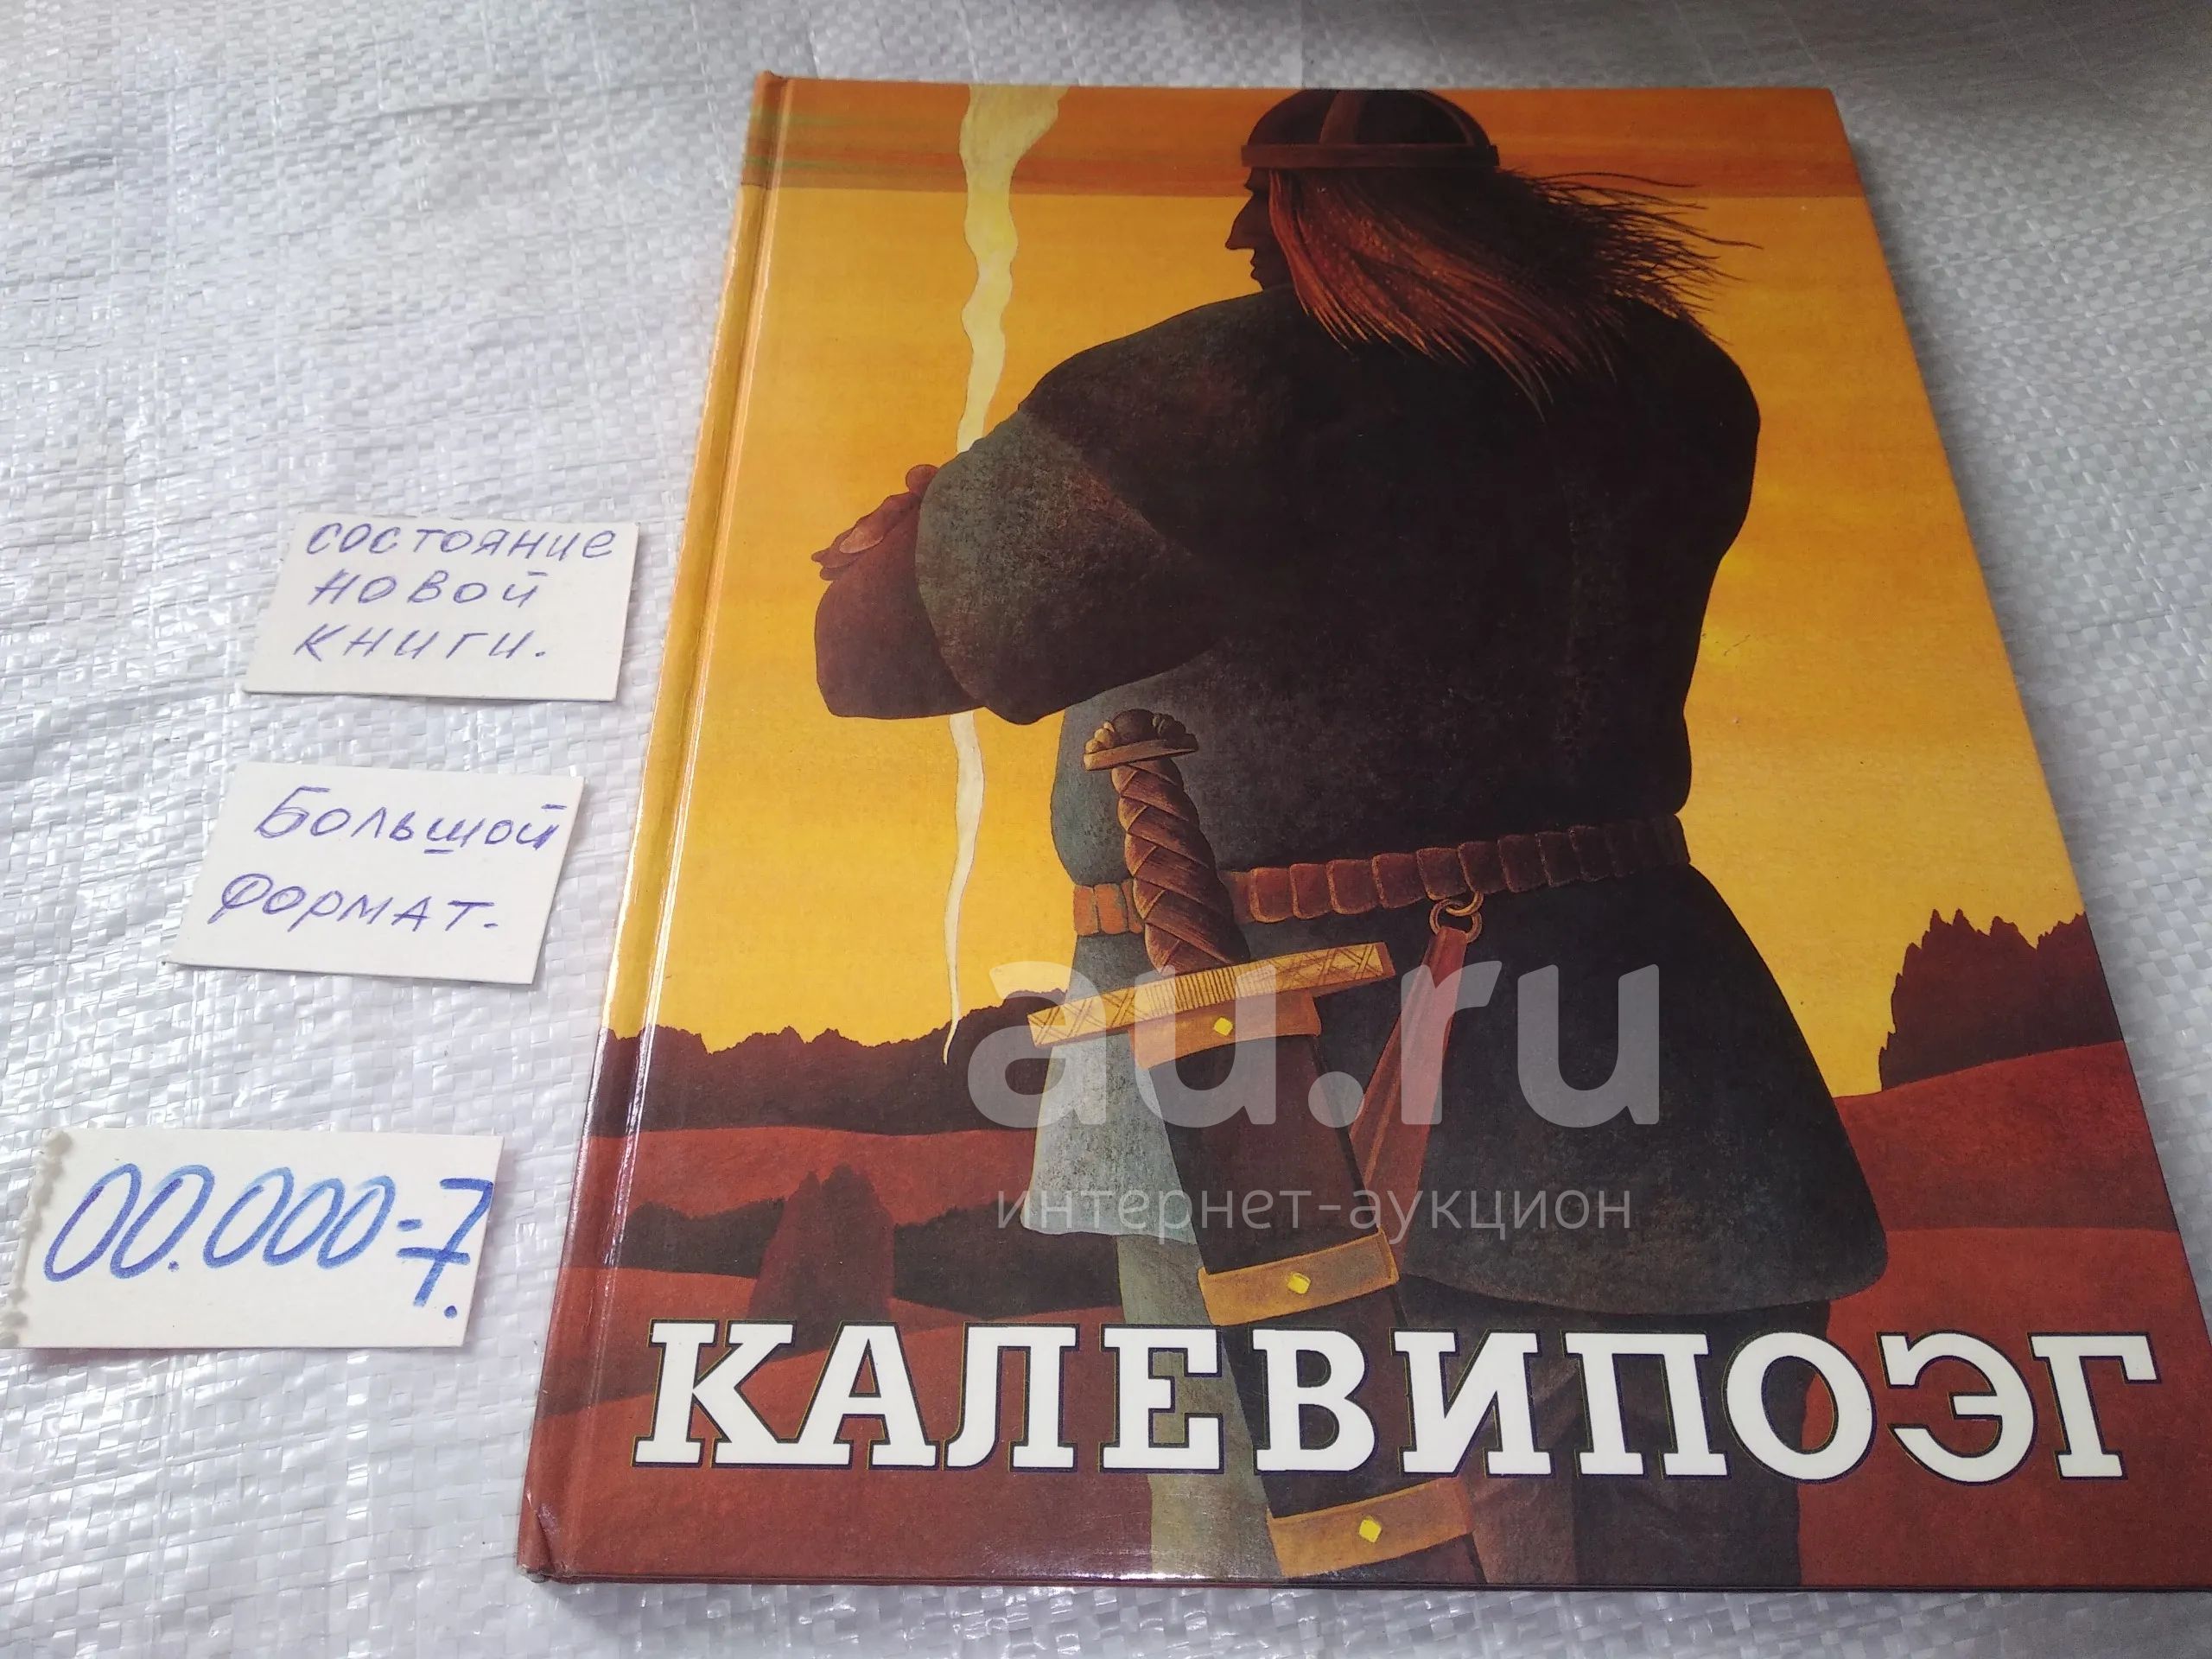 состояние
новой
книги.
Большой
формат.
00.000-7.
au.ru
интернет-аукцион
КАЛЕВИПОЭГ